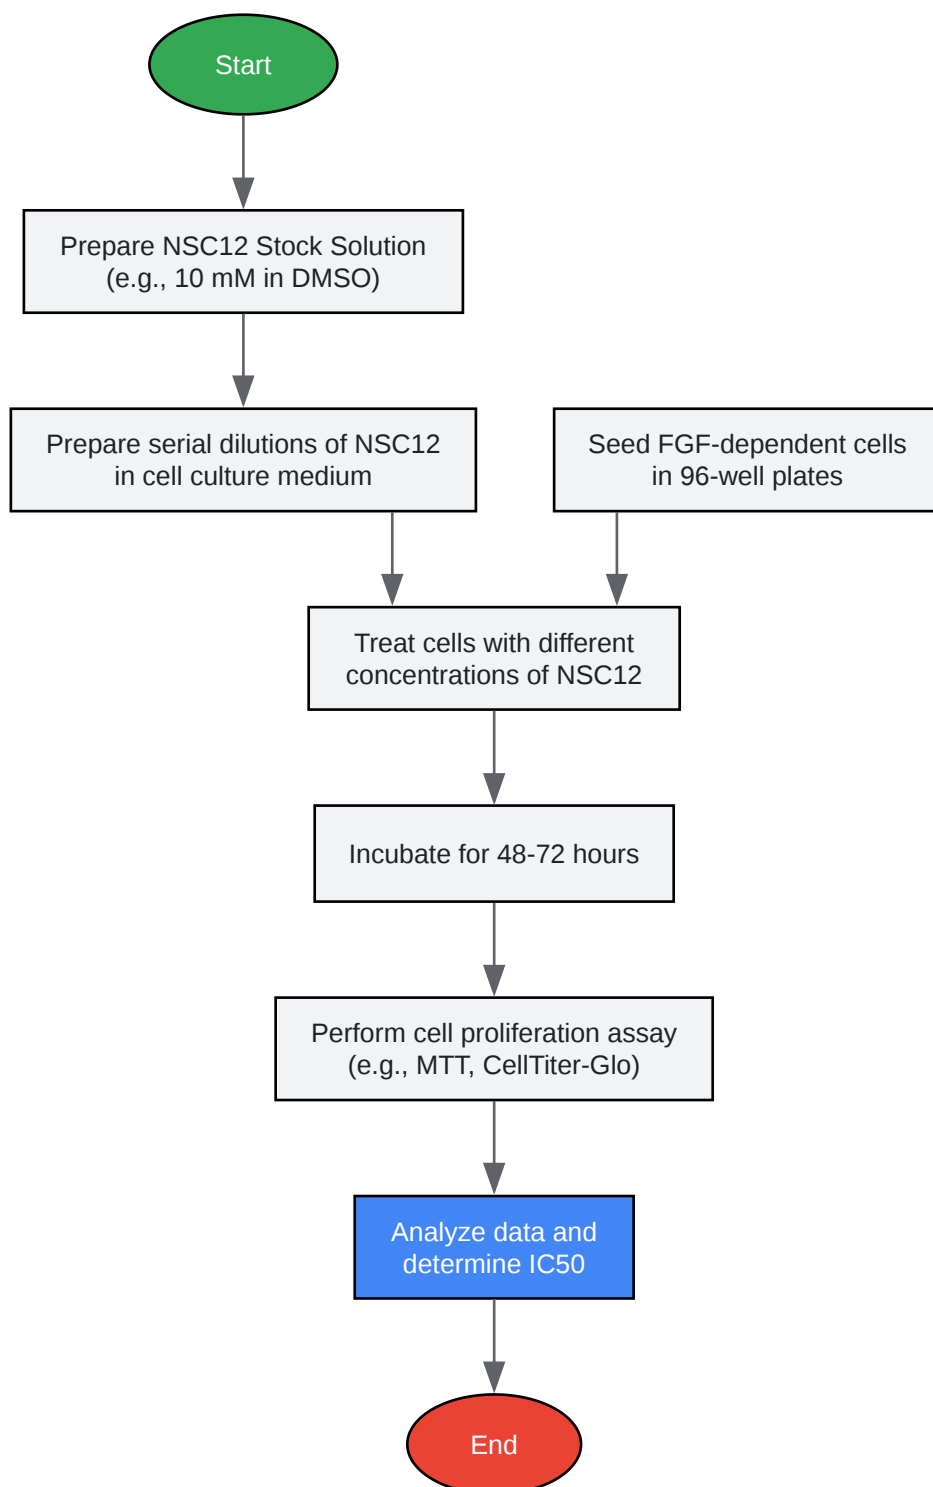 Start
Prepare NSC12 Stock Solution
(e.g., 10 mM in DMSO)
Prepare serial dilutions of NSC12
in cell culture medium
Seed FGF-dependent cells
in 96-well plates
Treat cells with different
concentrations of NSC12
Incubate for 48-72 hours
Perform cell proliferation assay
(e.g., MTT, CellTiter-Glo)
Analyze data and
determine IC50
End